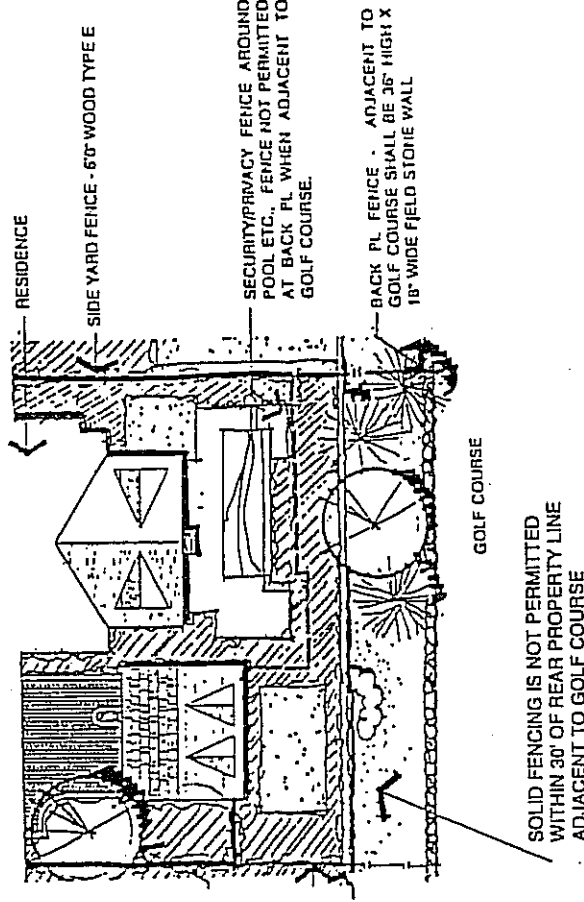 RESIDENCE
SIDE YARD FENCE - 6'0" WOOD TYPE E
SECURITY/PRIVACY FENCE AROUND
POOL ETC., FENCE NOT PERMITTED
AT BACK PL WHEN ADJACENT TO
GOLF COURSE.
BACK PL FENCE - ADJACENT TO
GOLF COURSE SHALL BE 36" HIGH X
18" WIDE FIELD STONE WALL
GOLF COURSE
SOLID FENCING IS NOT PERMITTED
WITHIN 30' OF REAR PROPERTY LINE
ADJACENT TO GOLF COURSE